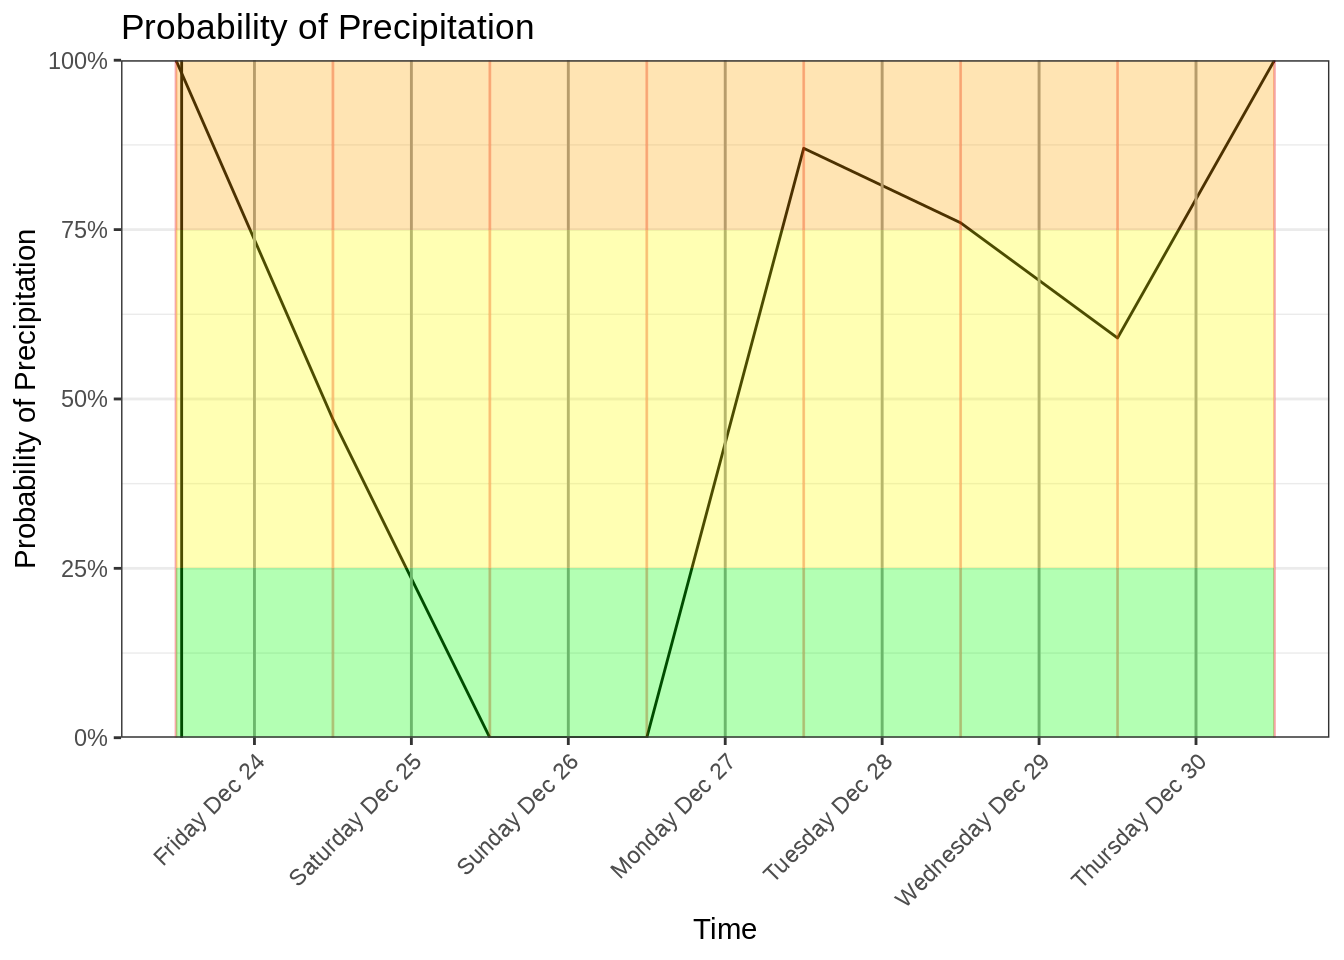 Probability of Precipitation
100%
75%
50%
25%
0%
Probability of Precipitation
Friday Dec 24
Saturday Dec 25
Sunday Dec 26
Monday Dec 27
Tuesday Dec 28
Wednesday Dec 29
Thursday Dec 30
Time